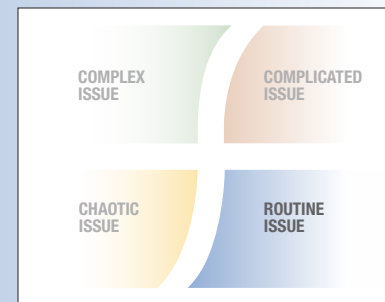 COMPLEX
ISSUE
COMPLICATED
ISSUE
CHAOTIC
ISSUE
ROUTINE
ISSUE